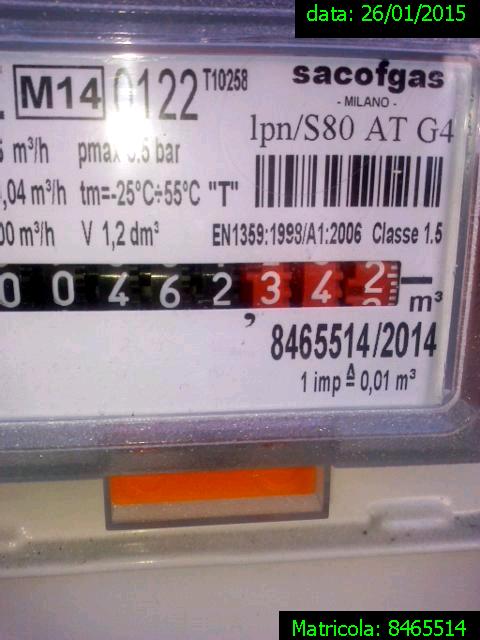 data: 26/01/2015
M14 0122 T10258
sacofgas
- MILANO -
lpn/S80 AT G4
m³/h pmax 0,5 bar
,04 m³/h tm=-25°C÷55°C "T"
00 m³/h V 1,2 dm³
EN1359:1998/A1:2006 Classe 1.5
0 0 4 6 2 , 3 4 2 m³
8465514/2014
1 imp ≙ 0,01 m³
Matricola: 8465514